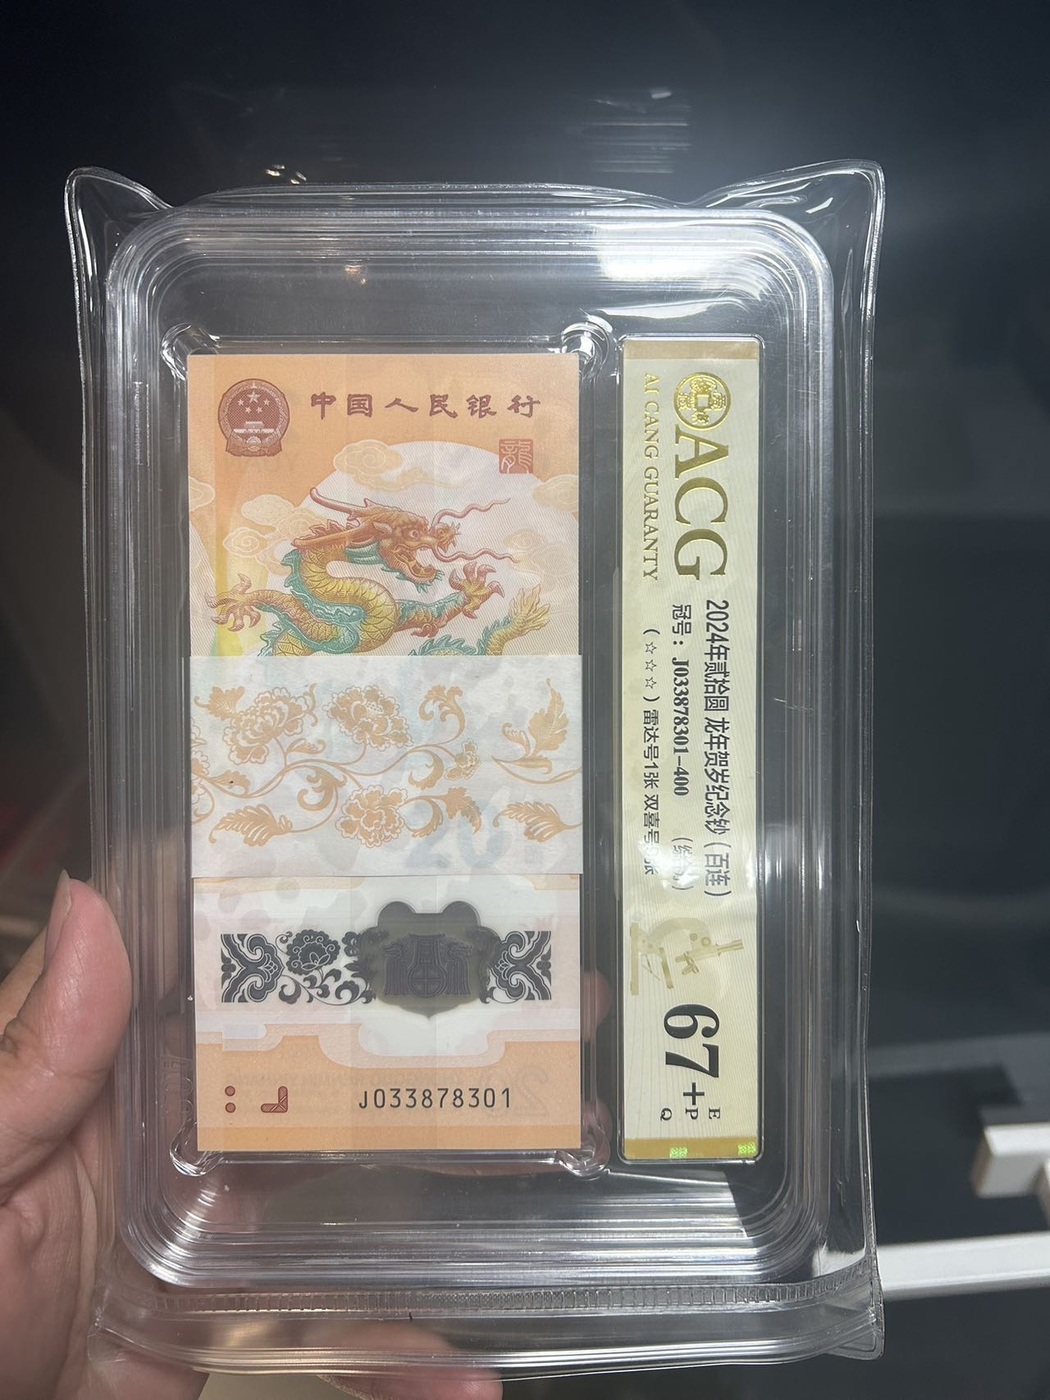 中国人民银行
龍
J033878301
ACG
AI CANG GUARANTY
2024年贰拾圆 龙年贺岁纪念钞(百连)
冠号: J033878301-400
(☆☆☆) 雷达号1张 双喜号
67+
E
P
Q